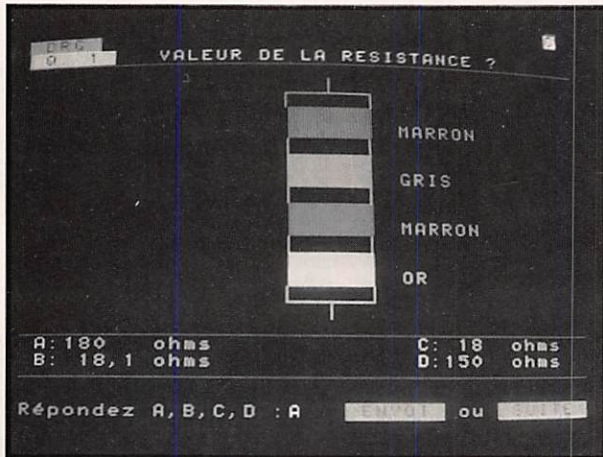 DRG
0 1
VALEUR DE LA RESISTANCE ?
MARRON
GRIS
MARRON
OR
A:180 ohms C: 18 ohms
B: 18,1 ohms D:150 ohms
Répondez A,B,C,D :A ENVOI ou SUITE